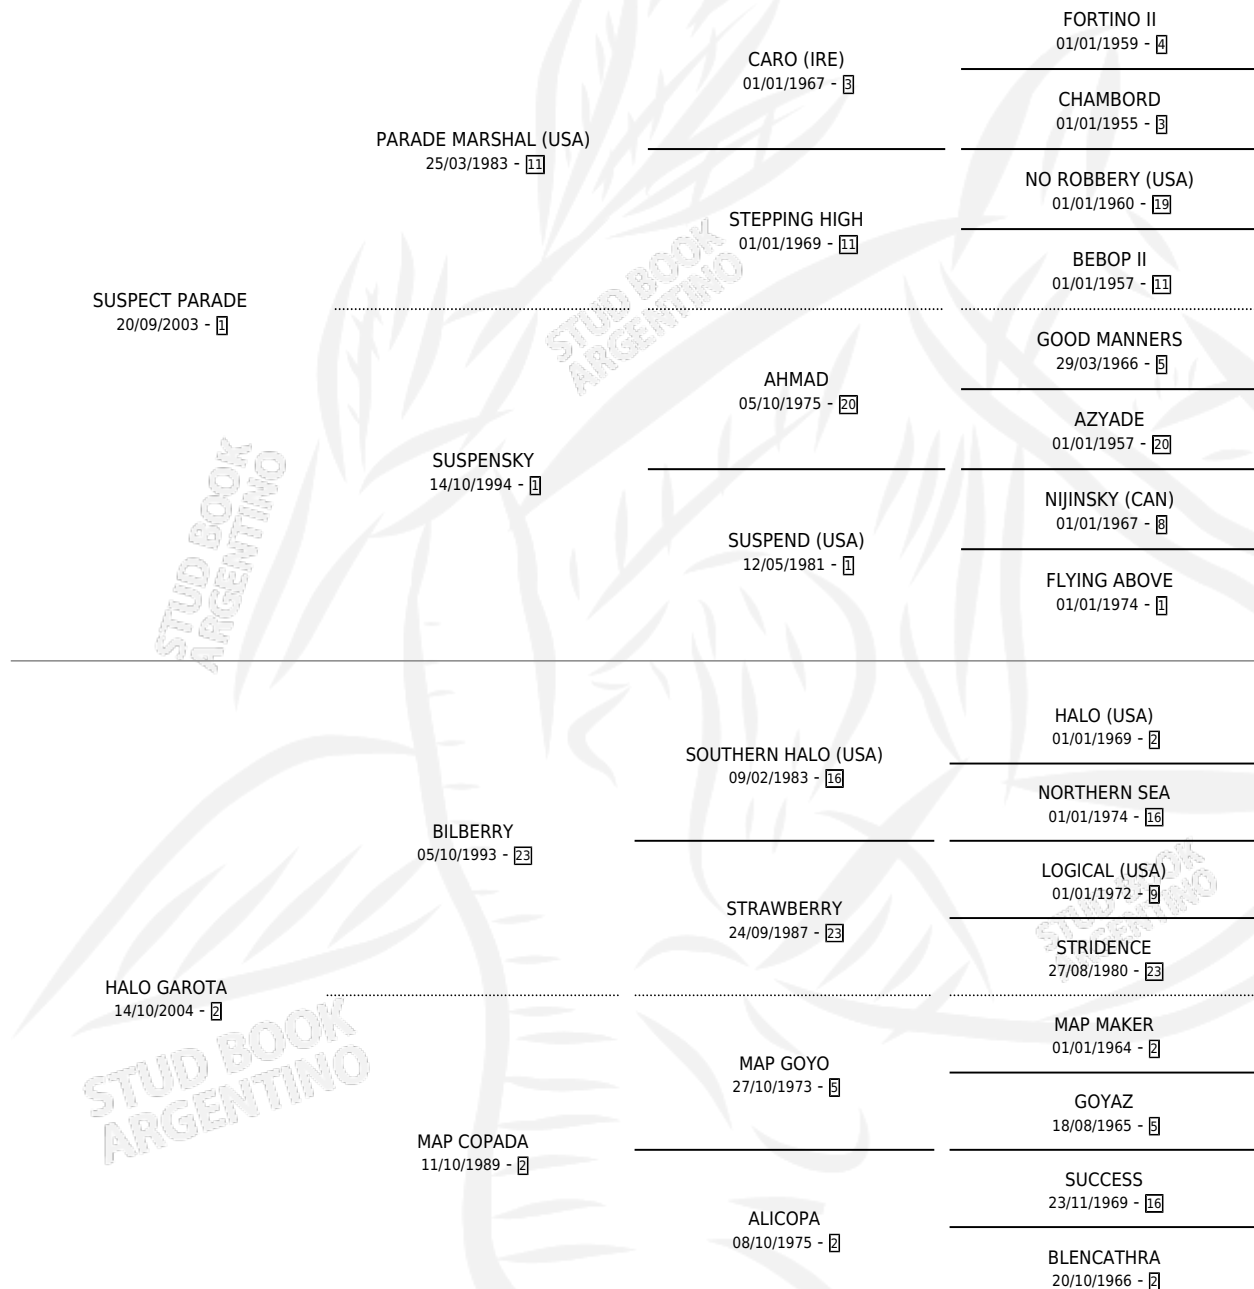 FORTINO II
01/01/1959 - 4
CARO (IRE)
01/01/1967 - 3
CHAMBORD
01/01/1955 - 3
PARADE MARSHAL (USA)
25/03/1983 - 11
NO ROBBERY (USA)
01/01/1960 - 19
STEPPING HIGH
01/01/1969 - 11
BEBOP II
01/01/1957 - 11
SUSPECT PARADE
20/09/2003 - 1
GOOD MANNERS
29/03/1966 - 5
AHMAD
05/10/1975 - 20
AZYADE
01/01/1957 - 20
SUSPENSKY
14/10/1994 - 1
NIJINSKY (CAN)
01/01/1967 - 8
SUSPEND (USA)
12/05/1981 - 1
FLYING ABOVE
01/01/1974 - 1
STUD BOOK
ARGENTINO
STUD BOOK
ARGENTINO
HALO (USA)
01/01/1969 - 2
SOUTHERN HALO (USA)
09/02/1983 - 16
NORTHERN SEA
01/01/1974 - 16
BILBERRY
05/10/1993 - 23
LOGICAL (USA)
01/01/1972 - 9
STRAWBERRY
24/09/1987 - 23
STRIDENCE
27/08/1980 - 23
HALO GAROTA
14/10/2004 - 2
MAP MAKER
01/01/1964 - 2
MAP GOYO
27/10/1973 - 5
GOYAZ
18/08/1965 - 5
MAP COPADA
11/10/1989 - 2
SUCCESS
23/11/1969 - 16
ALICOPA
08/10/1975 - 2
BLENCATHRA
20/10/1966 - 2
STUD BOOK
ARGENTINO
STUD BOOK
ARGENTINO